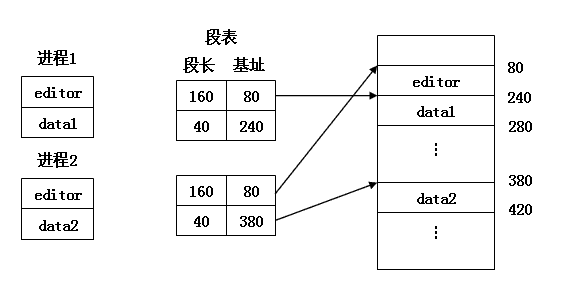 段表
进程1
段长 基址
editor
data1
160 80
40 240
进程2
editor
data2
160 80
40 380
80
editor
240
data1
280
⋮
380
data2
420
⋮